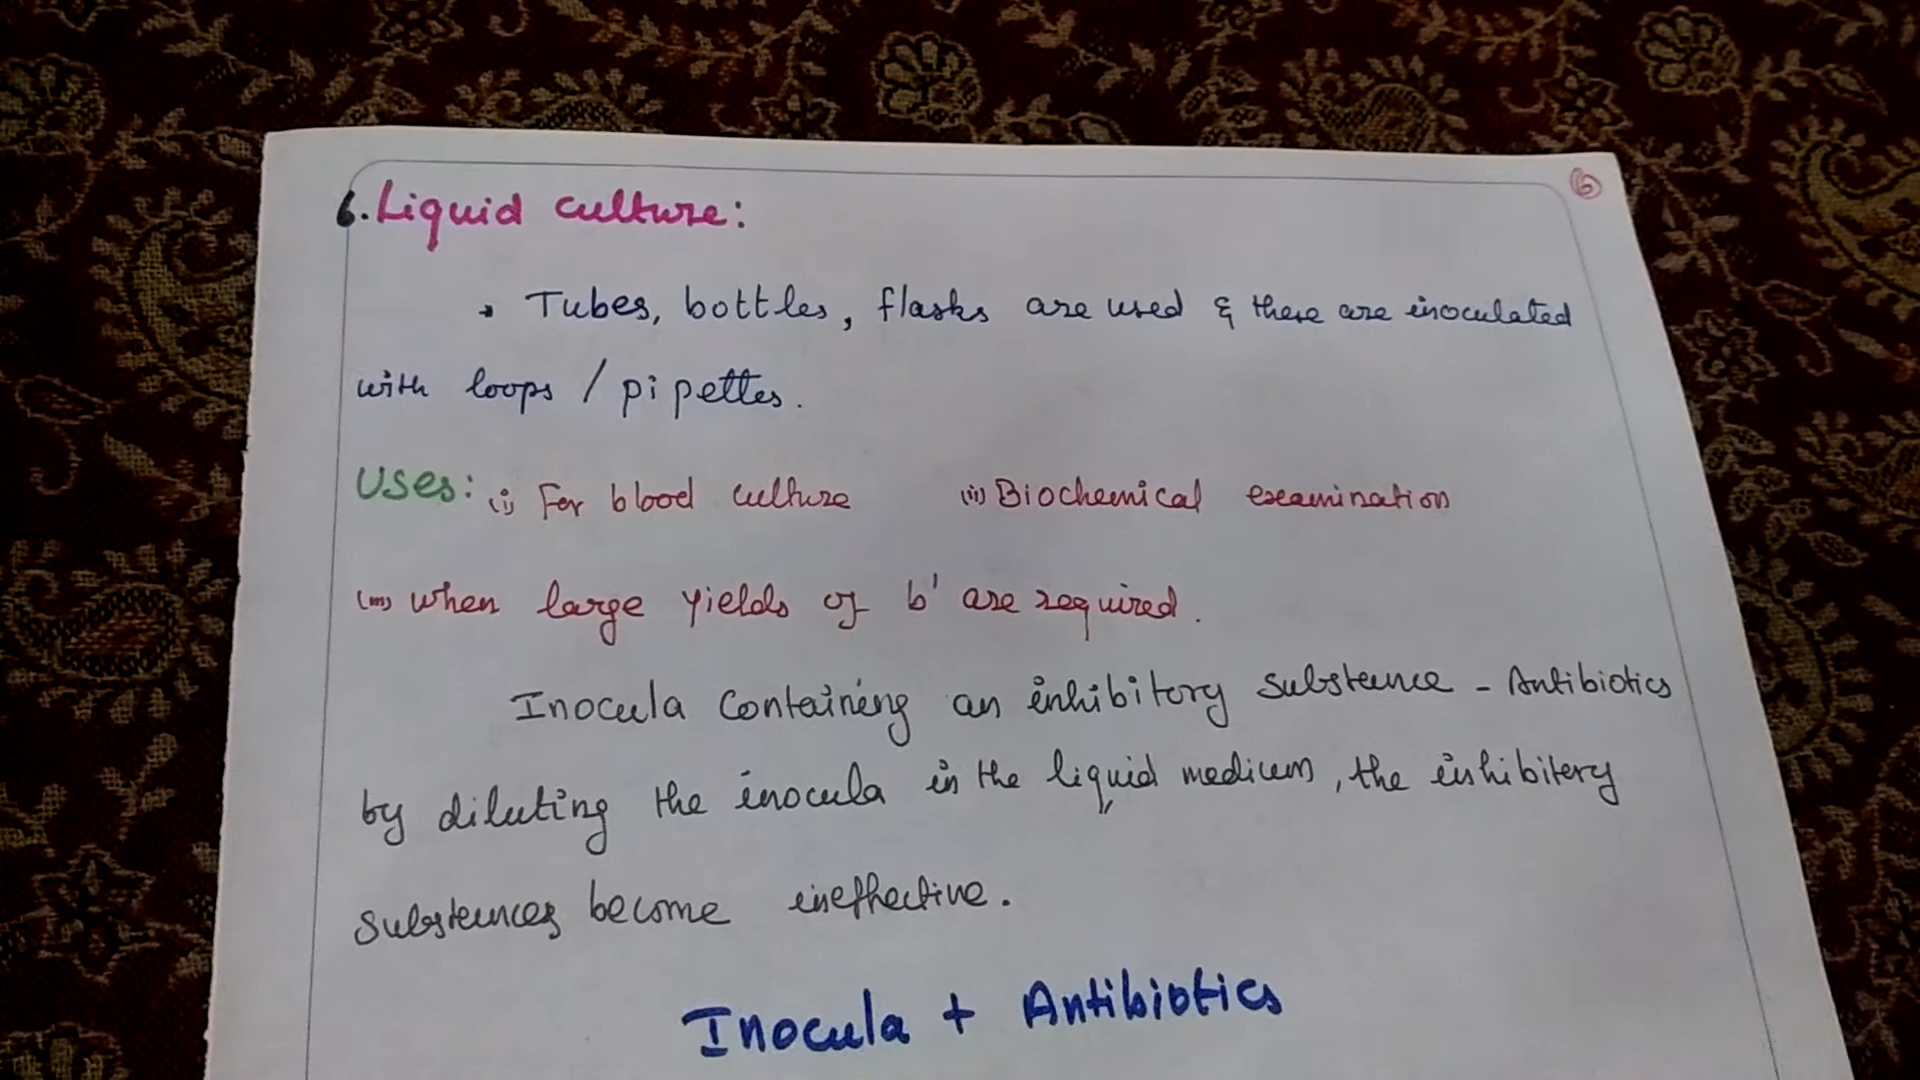 6
6. Liquid culture:
→ Tubes, bottles, flasks are used & these are inoculated
with loops / pipettes.
Uses: (i) For blood culture (ii) Biochemical examination
(iii) when large yields of b' are required.
Inocula Containing an inhibitory substance - Antibiotics
by diluting the inocula in the liquid medium, the inhibitory
substances become ineffective.
Inocula + Antibiotics